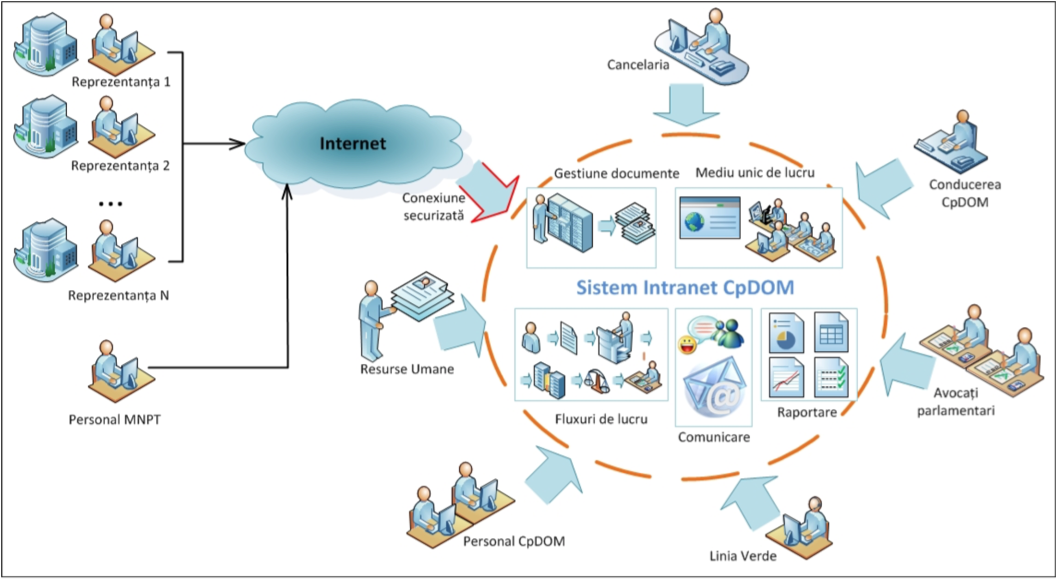 Reprezentanța 1
Reprezentanța 2
...
Reprezentanța N
Personal MNPT
Internet
Conexiune
securizată
Cancelaria
Conducerea
CpDOM
Gestiune documente
Mediu unic de lucru
Sistem Intranet CpDOM
Resurse Umane
Fluxuri de lucru
@
Comunicare
Raportare
Avocați
parlamentari
Personal CpDOM
Linia Verde